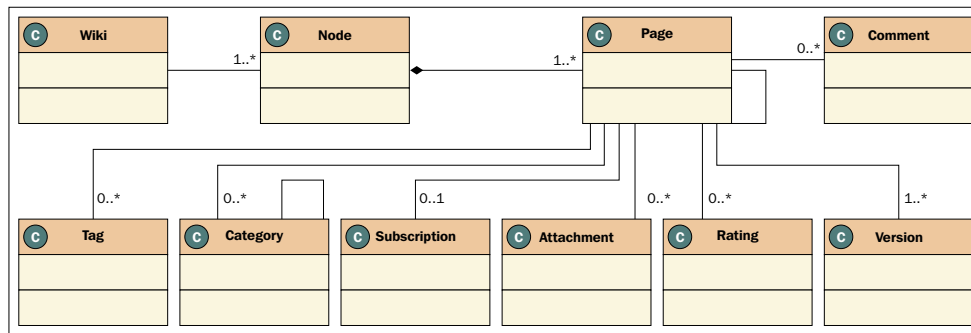 C Wiki
C Node
C Page
C Comment
1..*
1..*
0..*
0..*
0..*
0..1
0..*
0..*
1..*
C Tag
C Category
C Subscription
C Attachment
C Rating
C Version